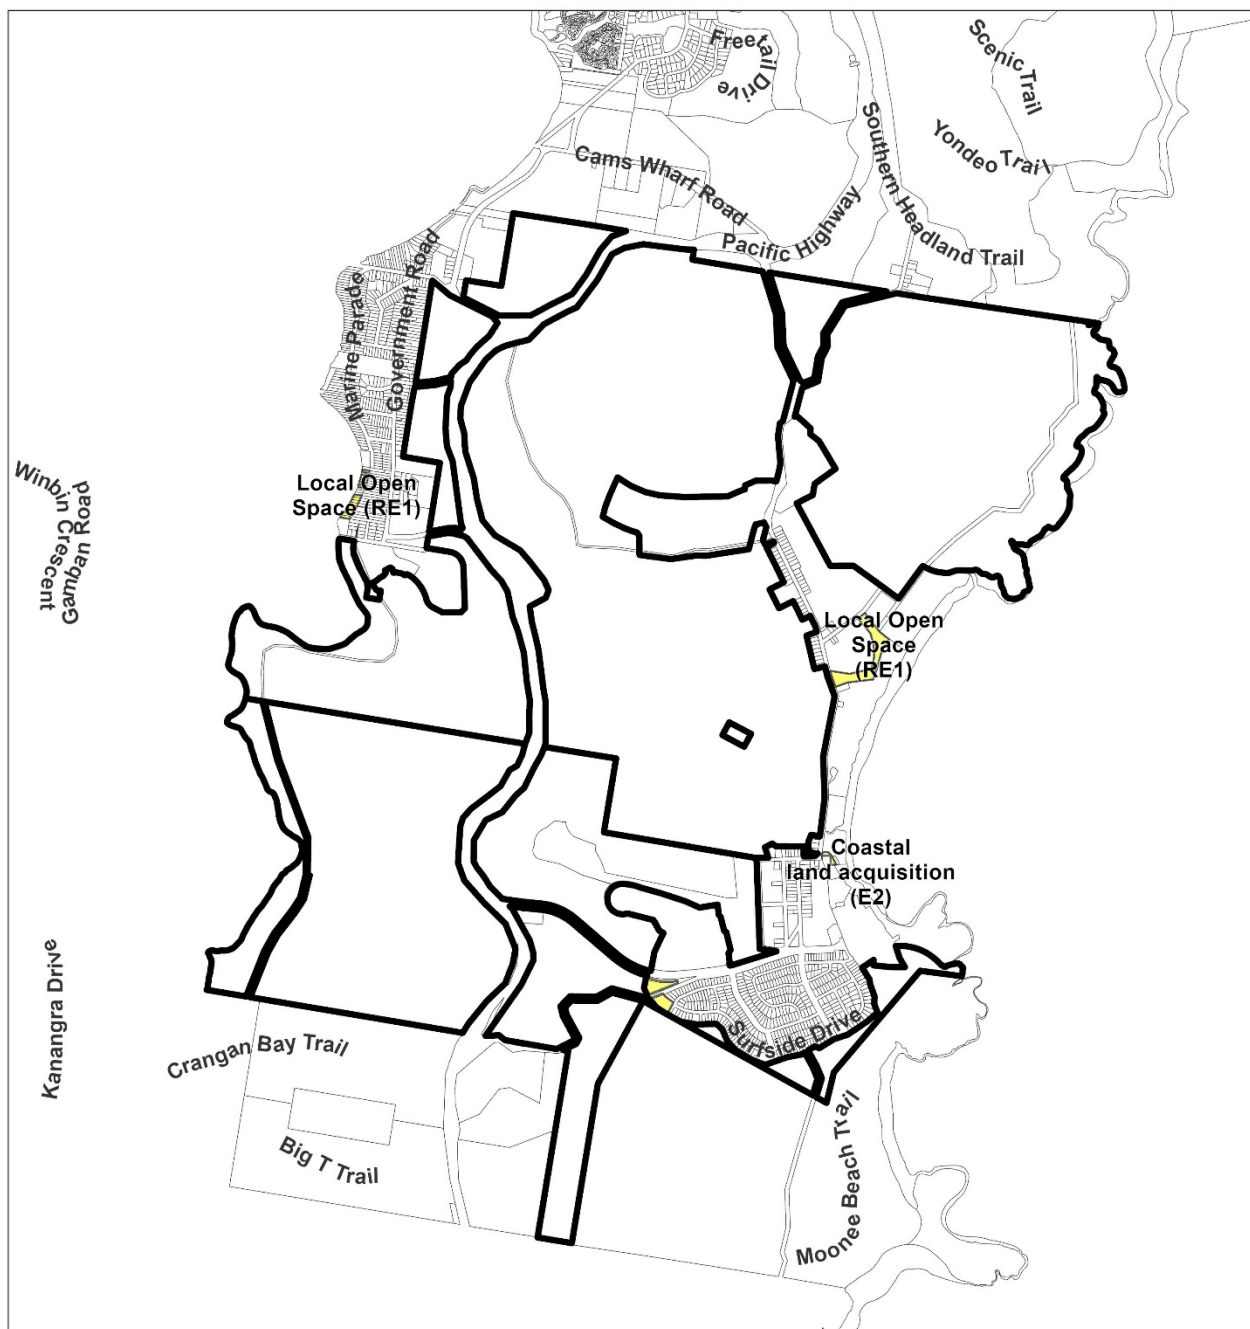 Freetail Drive
Scenic Trail
Yondeo Trail
Southern Headland Trail
Cams Wharf Road
Pacific Highway
Government Road
Marine Parade
Winbin Crescent
Gamban Road
Local Open
Space (RE1)
Local Open
Space
(RE1)
Coastal
land acquisition
(E2)
Kanangra Drive
Surfside Drive
Crangan Bay Trail
Big T Trail
Moonee Beach Trail